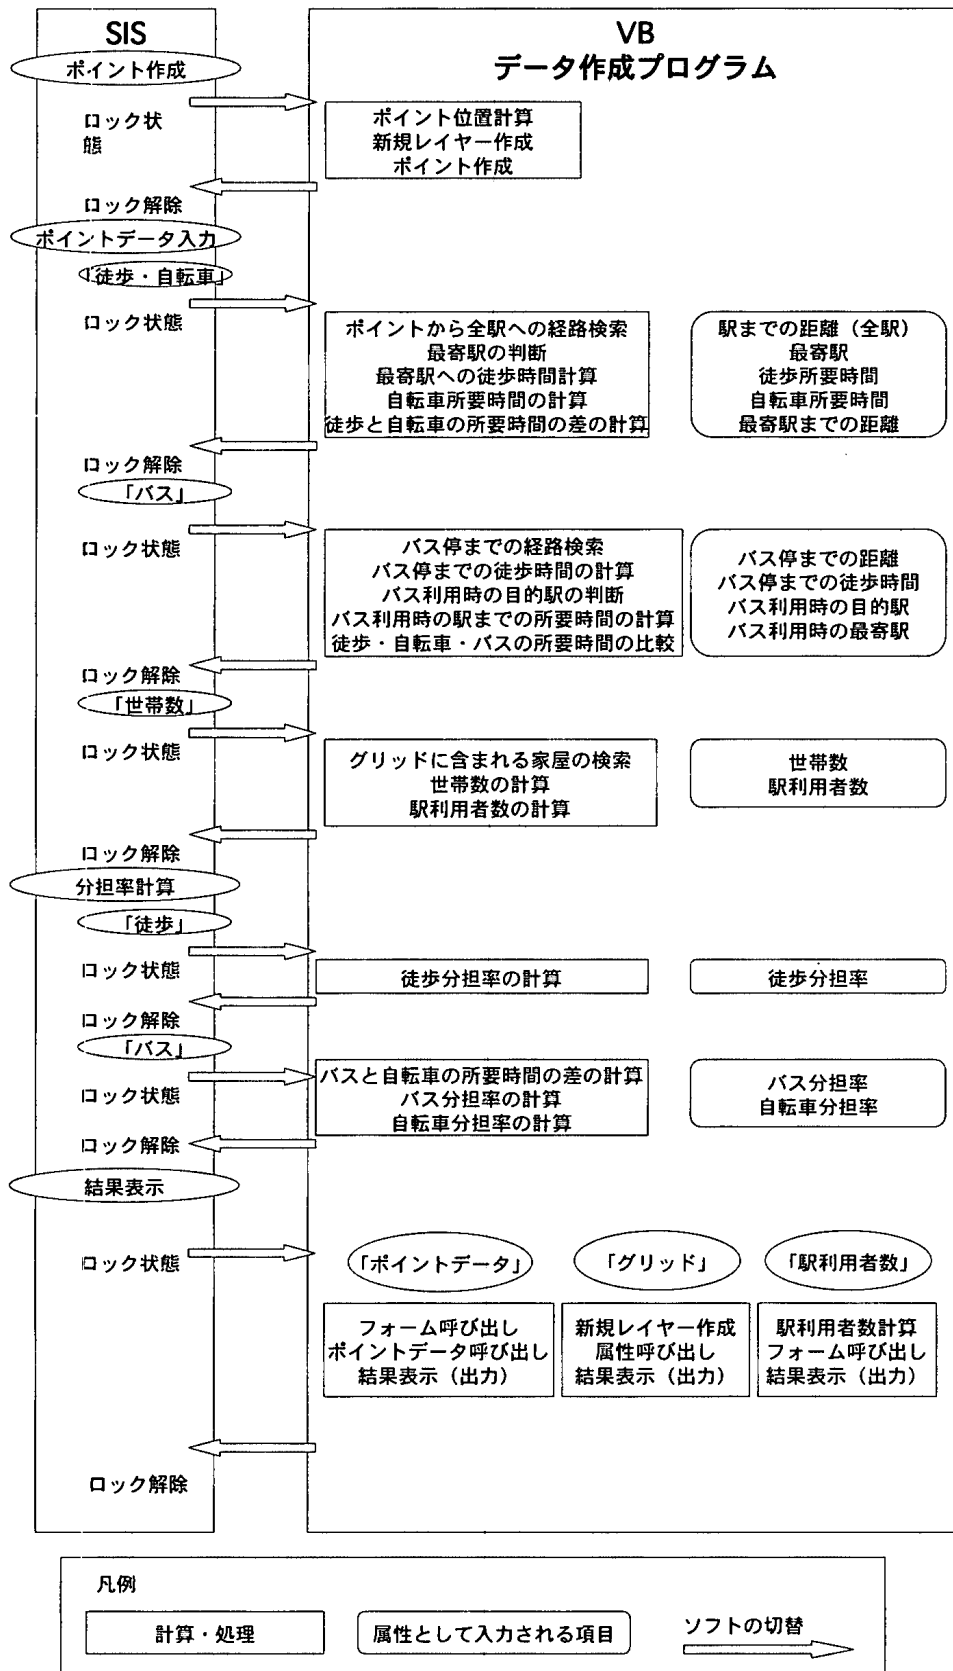 SIS
VB
データ作成プログラム
ポイント作成
ロック状
態
ポイント位置計算
新規レイヤー作成
ポイント作成
ロック解除
ポイントデータ入力
「徒歩・自転車」
ロック状態
ポイントから全駅への経路検索
最寄駅の判断
最寄駅への徒歩時間計算
自転車所要時間の計算
徒歩と自転車の所要時間の差の計算
駅までの距離（全駅）
最寄駅
徒歩所要時間
自転車所要時間
最寄駅までの距離
ロック解除
「バス」
ロック状態
バス停までの経路検索
バス停までの徒歩時間の計算
バス利用時の目的駅の判断
バス利用時の駅までの所要時間の計算
徒歩・自転車・バスの所要時間の比較
バス停までの距離
バス停までの徒歩時間
バス利用時の目的駅
バス利用時の最寄駅
ロック解除
「世帯数」
ロック状態
グリッドに含まれる家屋の検索
世帯数の計算
駅利用者数の計算
世帯数
駅利用者数
ロック解除
分担率計算
「徒歩」
ロック状態
徒歩分担率の計算
徒歩分担率
ロック解除
「バス」
ロック状態
バスと自転車の所要時間の差の計算
バス分担率の計算
自転車分担率の計算
バス分担率
自転車分担率
ロック解除
結果表示
ロック状態
「ポイントデータ」
「グリッド」
「駅利用者数」
フォーム呼び出し
ポイントデータ呼び出し
結果表示（出力）
新規レイヤー作成
属性呼び出し
結果表示（出力）
駅利用者数計算
フォーム呼び出し
結果表示（出力）
ロック解除
凡例
計算・処理
属性として入力される項目
ソフトの切替